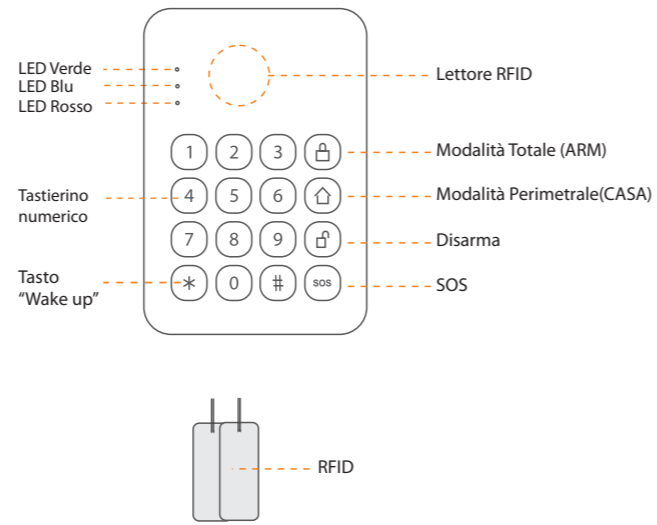 LED Verde
LED Blu
LED Rosso
Lettore RFID
1 2 3
Modalità Totale (ARM)
Tastierino
numerico
4 5 6
Modalità Perimetrale(CASA)
7 8 9
Disarma
Tasto
“Wake up”
* 0 # SOS
SOS
RFID